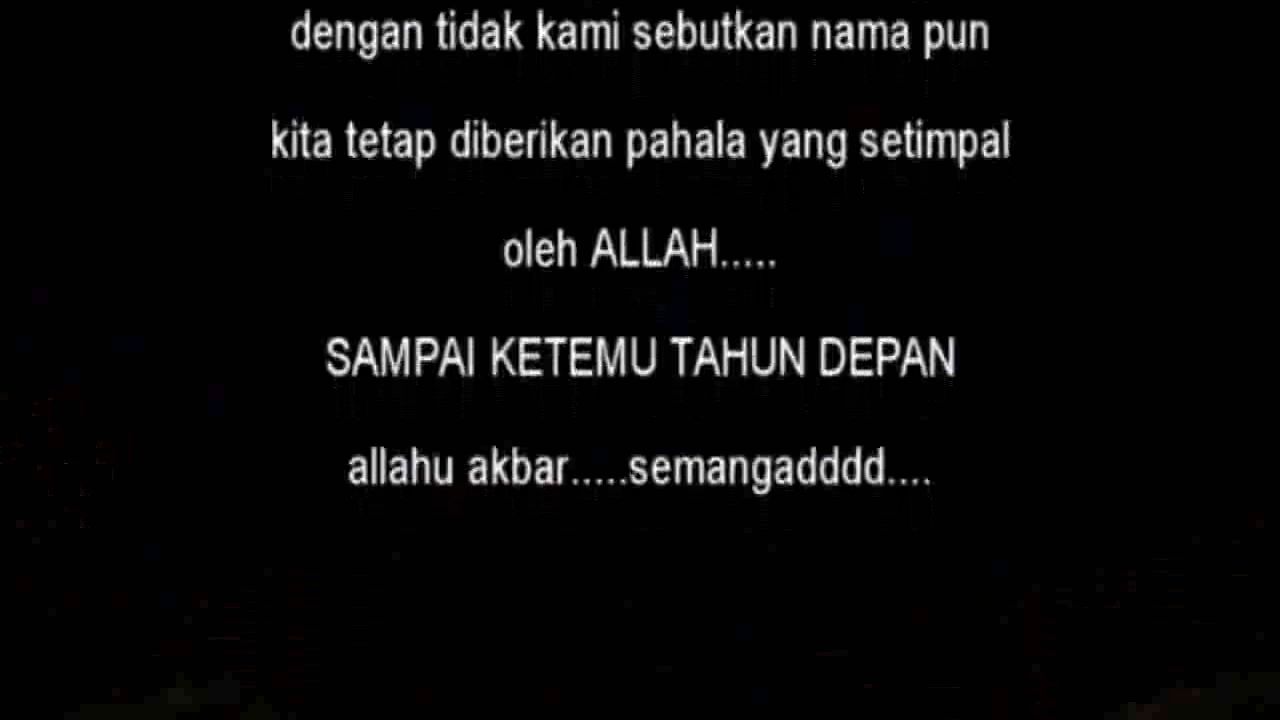 dengan tidak kami sebutkan nama pun
kita tetap diberikan pahala yang setimpal
oleh ALLAH.....
SAMPAI KETEMU TAHUN DEPAN
allahu akbar.....semangadddd....